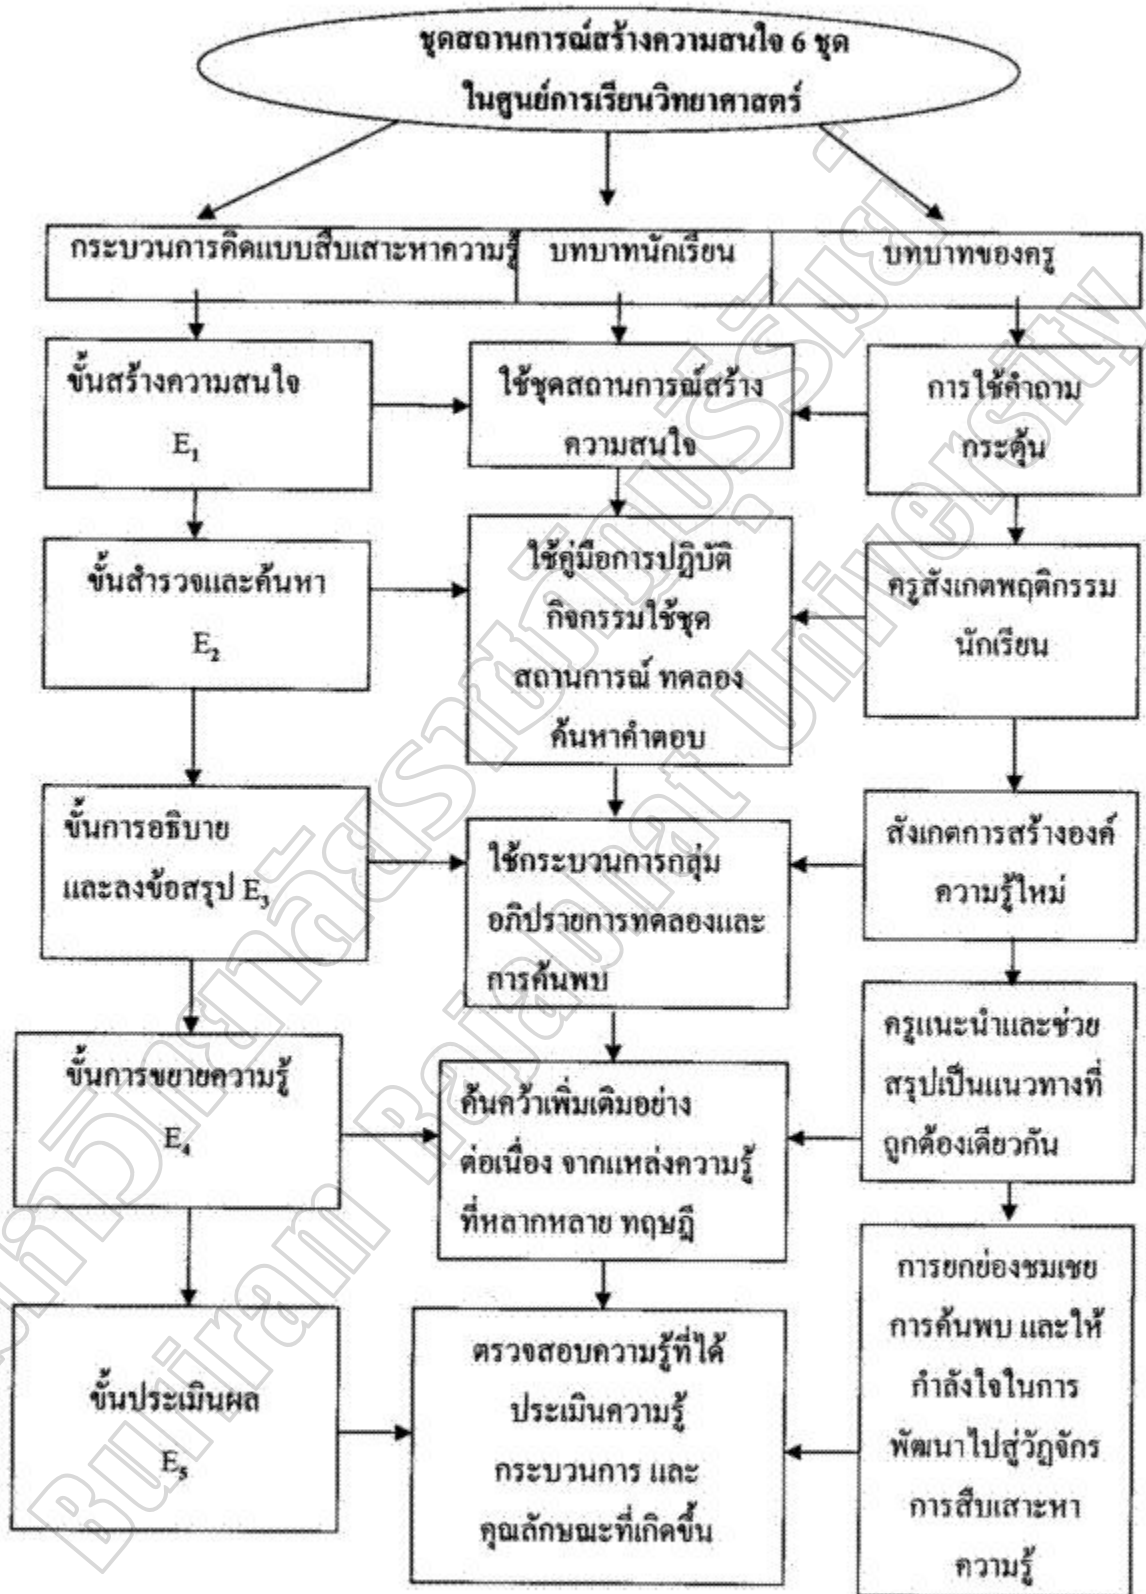 ชุดสถานการณ์สร้างความสนใจ 6 ชุด
ในศูนย์การเรียนวิทยาศาสตร์
กระบวนการคิดแบบสืบเสาะหาความรู้
บทบาทนักเรียน
บทบาทของครู
ขั้นสร้างความสนใจ
E1
ใช้ชุดสถานการณ์สร้าง
ความสนใจ
การใช้คำถาม
กระตุ้น
ขั้นสำรวจและค้นหา
E2
ใช้คู่มือการปฏิบัติ
กิจกรรมใช้ชุด
สถานการณ์ ทดลอง
ค้นหาคำตอบ
ครูสังเกตพฤติกรรม
นักเรียน
ขั้นการอธิบาย
และลงข้อสรุป E3
ใช้กระบวนการกลุ่ม
อภิปรายการทดลองและ
การค้นพบ
สังเกตการสร้างองค์
ความรู้ใหม่
ขั้นการขยายความรู้
E4
ค้นคว้าเพิ่มเติมอย่าง
ต่อเนื่อง จากแหล่งความรู้
ที่หลากหลาย ทฤษฎี
ครูแนะนำและช่วย
สรุปเป็นแนวทางที่
ถูกต้องเดียวกัน
ขั้นประเมินผล
E5
ตรวจสอบความรู้ที่ได้
ประเมินความรู้
กระบวนการ และ
คุณลักษณะที่เกิดขึ้น
การยกย่องชมเชย
การค้นพบ และให้
กำลังใจในการ
พัฒนาไปสู่วัฏจักร
การสืบเสาะหา
ความรู้
มหาวิทยาลัยราชภัฏบุรีรัมย์
Buriram Rajabhat University